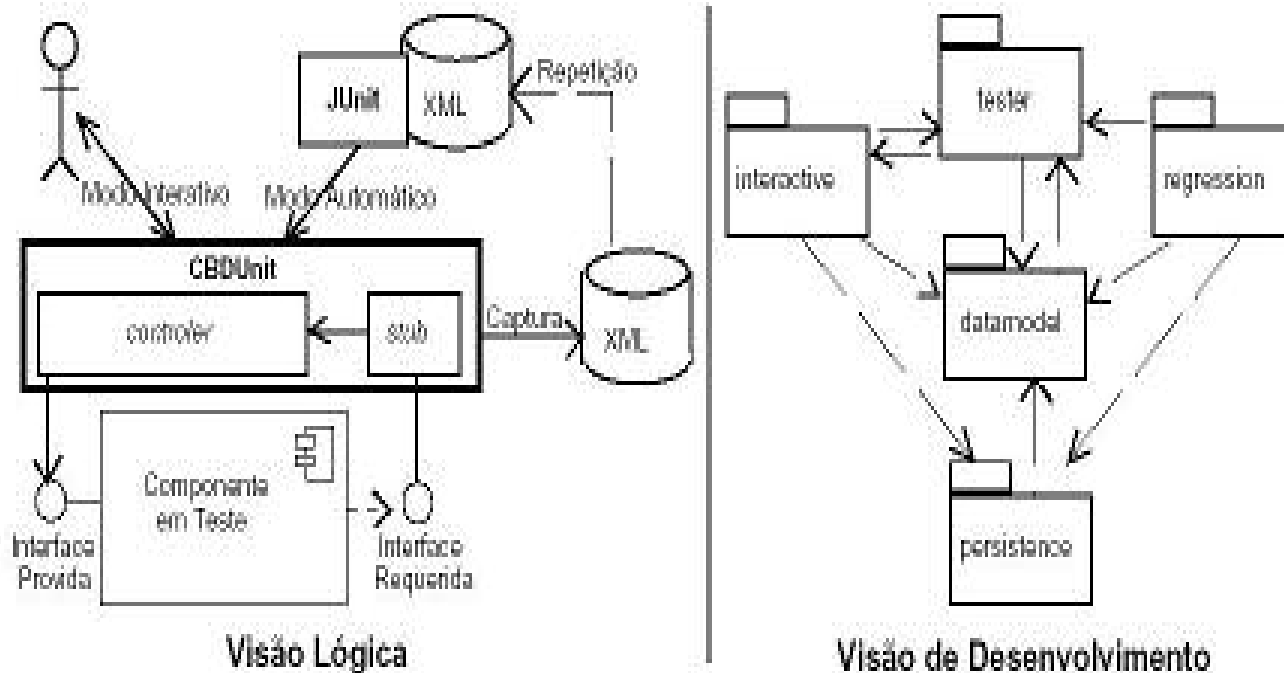 JUnit
XML
Repetição
Modo Interativo
Modo Automático
CBDUnit
controler
stub
Captura
XML
Componente
em Teste
Interface
Provida
Interface
Requerida
Visão Lógica
tester
interactive
regression
datamodel
persistence
Visão de Desenvolvimento